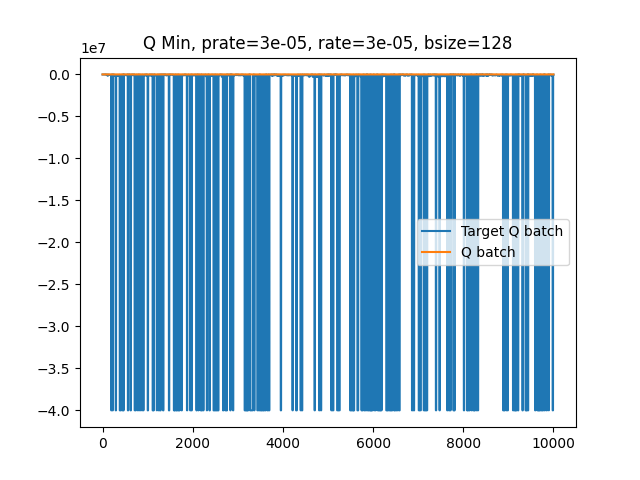 Q Min, prate=3e-05, rate=3e-05, bsize=128
1e7
0.0
−0.5
−1.0
−1.5
−2.0
−2.5
−3.0
−3.5
−4.0
Target Q batch
Q batch
0 2000 4000 6000 8000 10000